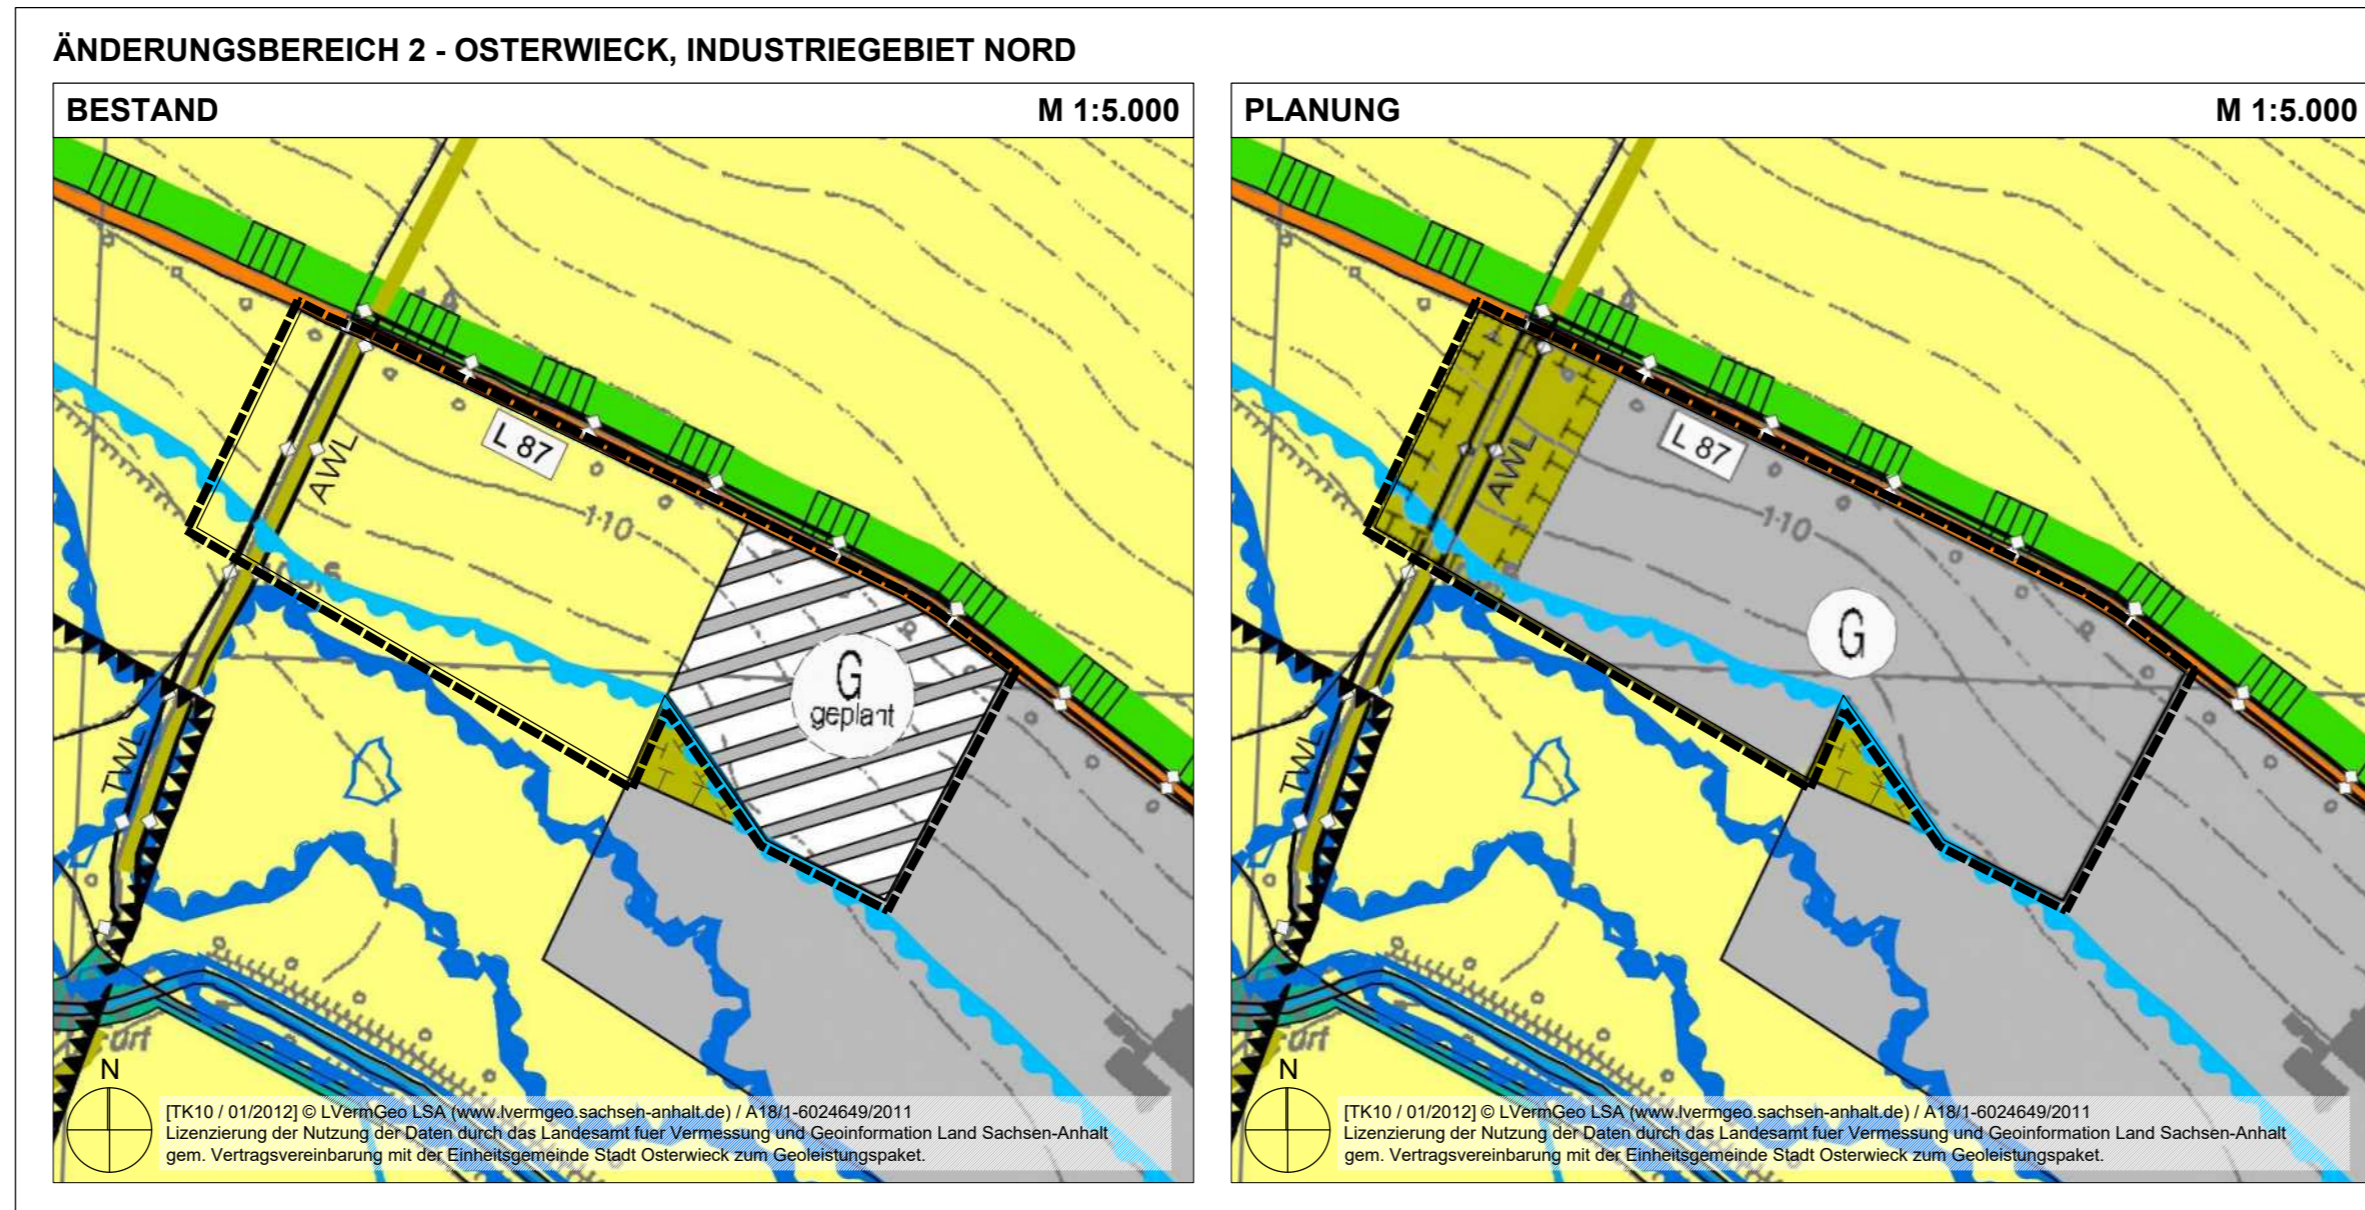 ÄNDERUNGSBEREICH 2 - OSTERWIECK, INDUSTRIEGEBIET NORD
BESTAND M 1:5.000
AWL
L 87
110
G
geplant
TWL
urf
N
[TK10 / 01/2012] © LVermGeo LSA (www.lvermgeo.sachsen-anhalt.de) / A18/1-6024649/2011
Lizenzierung der Nutzung der Daten durch das Landesamt fuer Vermessung und Geoinformation Land Sachsen-Anhalt
gem. Vertragsvereinbarung mit der Einheitsgemeinde Stadt Osterwieck zum Geoleistungspaket.
PLANUNG M 1:5.000
AWL
L 87
110
G
TWL
urf
N
[TK10 / 01/2012] © LVermGeo LSA (www.lvermgeo.sachsen-anhalt.de) / A18/1-6024649/2011
Lizenzierung der Nutzung der Daten durch das Landesamt fuer Vermessung und Geoinformation Land Sachsen-Anhalt
gem. Vertragsvereinbarung mit der Einheitsgemeinde Stadt Osterwieck zum Geoleistungspaket.